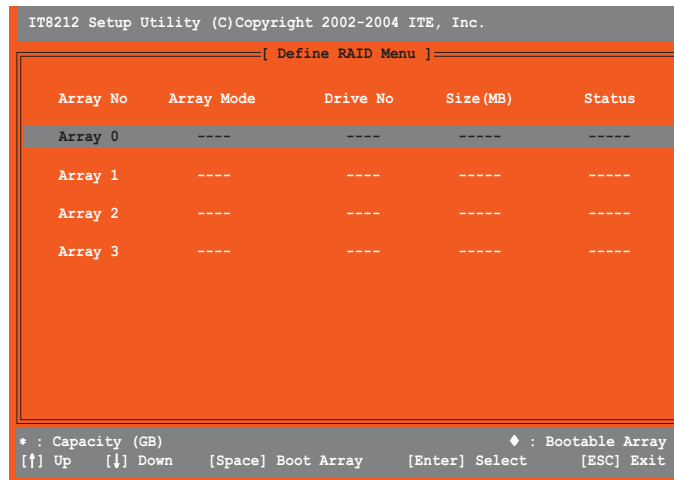 IT8212 Setup Utility (C)Copyright 2002-2004 ITE, Inc.
[ Define RAID Menu ]
Array No Array Mode Drive No Size(MB) Status
Array 0 ---- ---- ----- -----
Array 1 ---- ---- ----- -----
Array 2 ---- ---- ----- -----
Array 3 ---- ---- ----- -----
* : Capacity (GB) ♦ : Bootable Array
[↑] Up [↓] Down [Space] Boot Array [Enter] Select [ESC] Exit